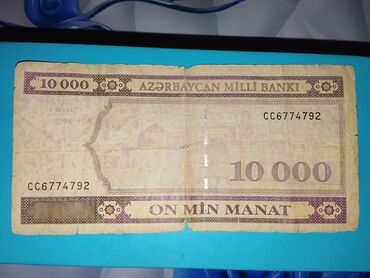 10 000 AZƏRBAYCAN MİLLİ BANKI
1994
CC6774792
10 000
CC6774792
ON MİN MANAT